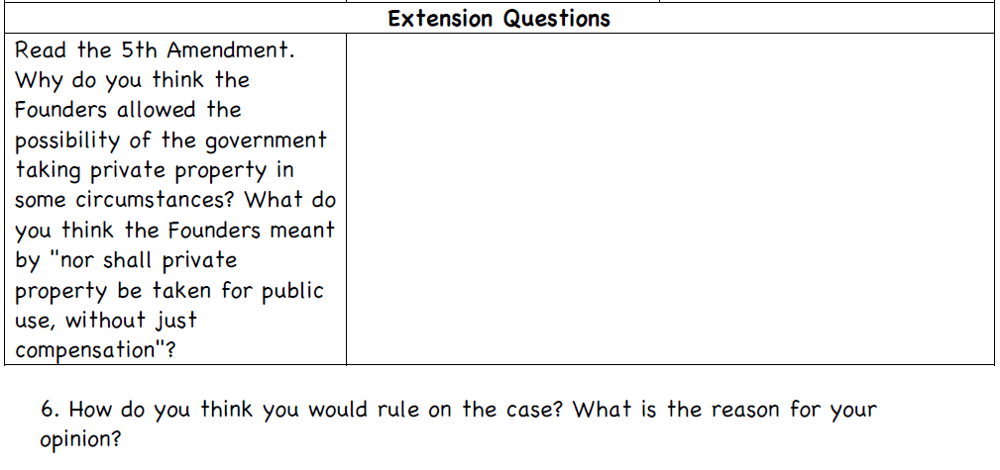 Extension Questions
Read the 5th Amendment.
Why do you think the
Founders allowed the
possibility of the government
taking private property in
some circumstances? What do
you think the Founders meant
by "nor shall private
property be taken for public
use, without just
compensation"?
6. How do you think you would rule on the case? What is the reason for your
opinion?